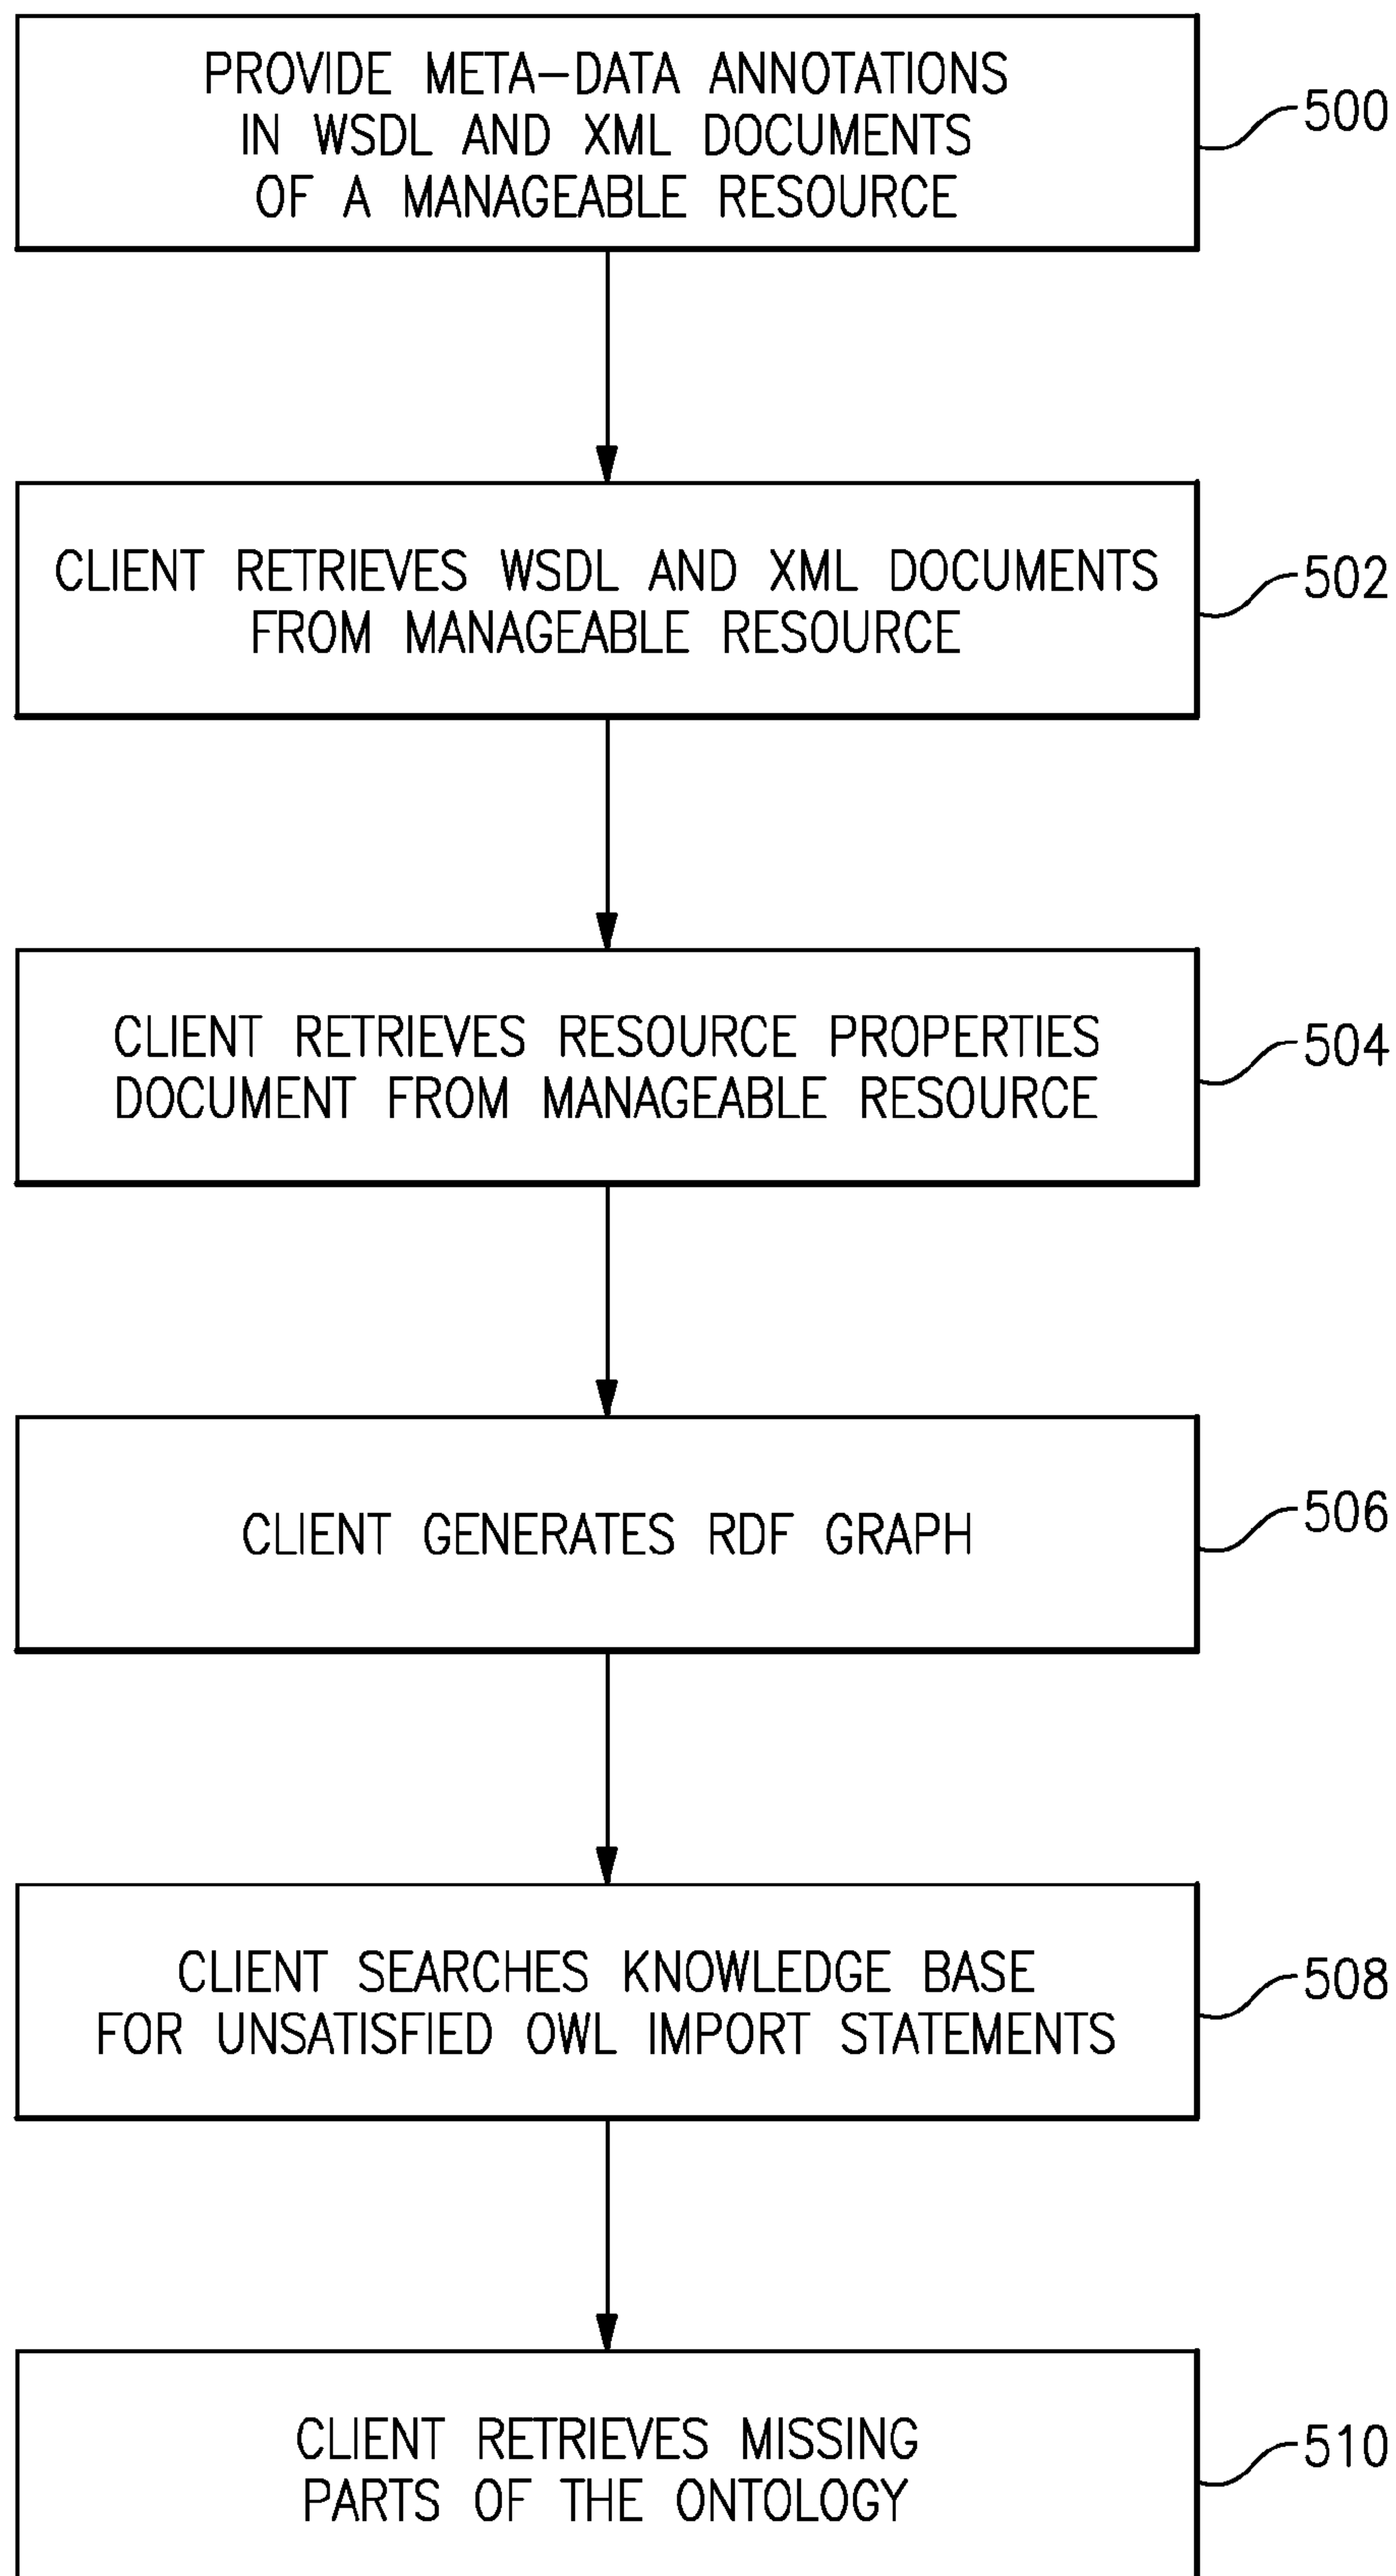 PROVIDE META-DATA ANNOTATIONS
IN WSDL AND XML DOCUMENTS
OF A MANAGEABLE RESOURCE
500
CLIENT RETRIEVES WSDL AND XML DOCUMENTS
FROM MANAGEABLE RESOURCE
502
CLIENT RETRIEVES RESOURCE PROPERTIES
DOCUMENT FROM MANAGEABLE RESOURCE
504
CLIENT GENERATES RDF GRAPH
506
CLIENT SEARCHES KNOWLEDGE BASE
FOR UNSATISFIED OWL IMPORT STATEMENTS
508
CLIENT RETRIEVES MISSING
PARTS OF THE ONTOLOGY
510